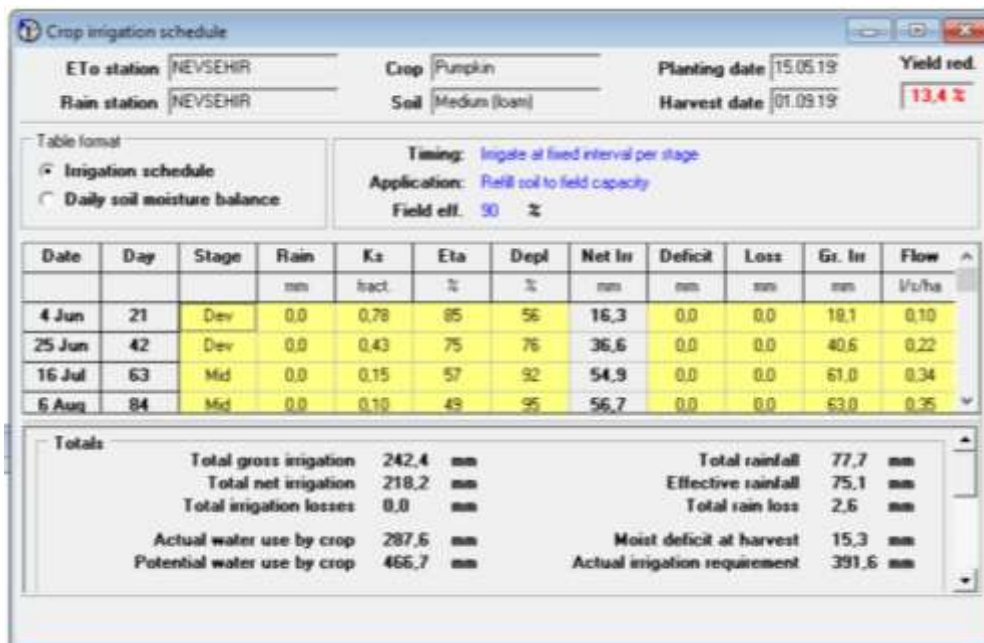 Crop irrigation schedule
ETo station NEVSEHIR Crop Pumpkin Planting date 15.05.19 Yield red.
Rain station NEVSEHIR Soil Medium (loam) Harvest date 01.09.19 13,4 %
Table format
Irrigation schedule
Daily soil moisture balance
Timing: Irrigate at fixed interval per stage
Application: Refill soil to field capacity
Field eff. 90 %
Date Day Stage Rain Ks Eta Depl Net Irr Deficit Loss Gr. Irr Flow
mm fract. % % mm mm mm mm l/s/ha
4 Jun 21 Dev 0,0 0,78 85 56 16,3 0,0 0,0 18,1 0,10
25 Jun 42 Dev 0,0 0,43 75 76 36,6 0,0 0,0 40,6 0,22
16 Jul 63 Mid 0,0 0,15 57 92 54,9 0,0 0,0 61,0 0,34
6 Aug 84 Mid 0,0 0,10 49 95 56,7 0,0 0,0 63,0 0,35
Totals
Total gross irrigation 242,4 mm Total rainfall 77,7 mm
Total net irrigation 218,2 mm Effective rainfall 75,1 mm
Total irrigation losses 0,0 mm Total rain loss 2,6 mm
Actual water use by crop 287,6 mm Moist deficit at harvest 15,3 mm
Potential water use by crop 466,7 mm Actual irrigation requirement 391,6 mm